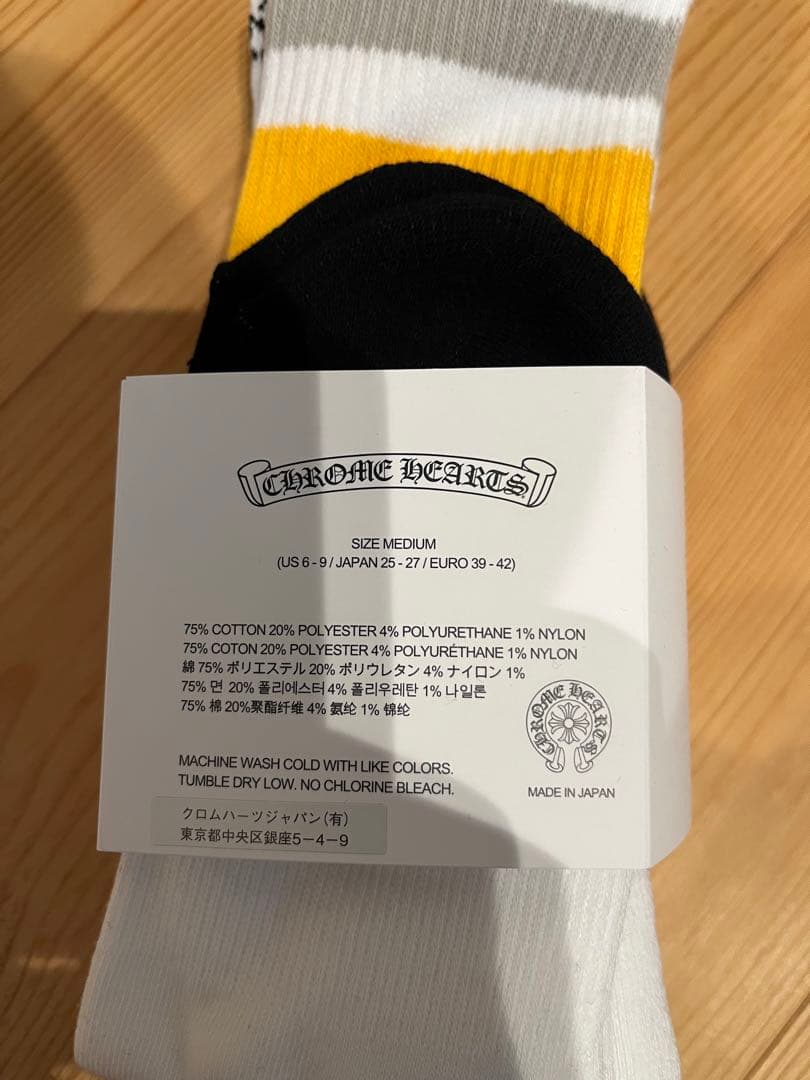 CHROME HEARTS
SIZE MEDIUM
(US 6 - 9 / JAPAN 25 - 27 / EURO 39 - 42)
75% COTTON 20% POLYESTER 4% POLYURETHANE 1% NYLON
75% COTON 20% POLYESTER 4% POLYURÉTHANE 1% NYLON
綿 75% ポリエステル 20% ポリウレタン 4% ナイロン 1%
75% 면 20% 폴리에스터 4% 폴리우레탄 1% 나일론
75% 棉 20%聚酯纤维 4% 氨纶 1% 锦纶
CHROME HEARTS
MACHINE WASH COLD WITH LIKE COLORS.
TUMBLE DRY LOW. NO CHLORINE BLEACH.
MADE IN JAPAN
クロムハーツジャパン(有)
東京都中央区銀座5-4-9